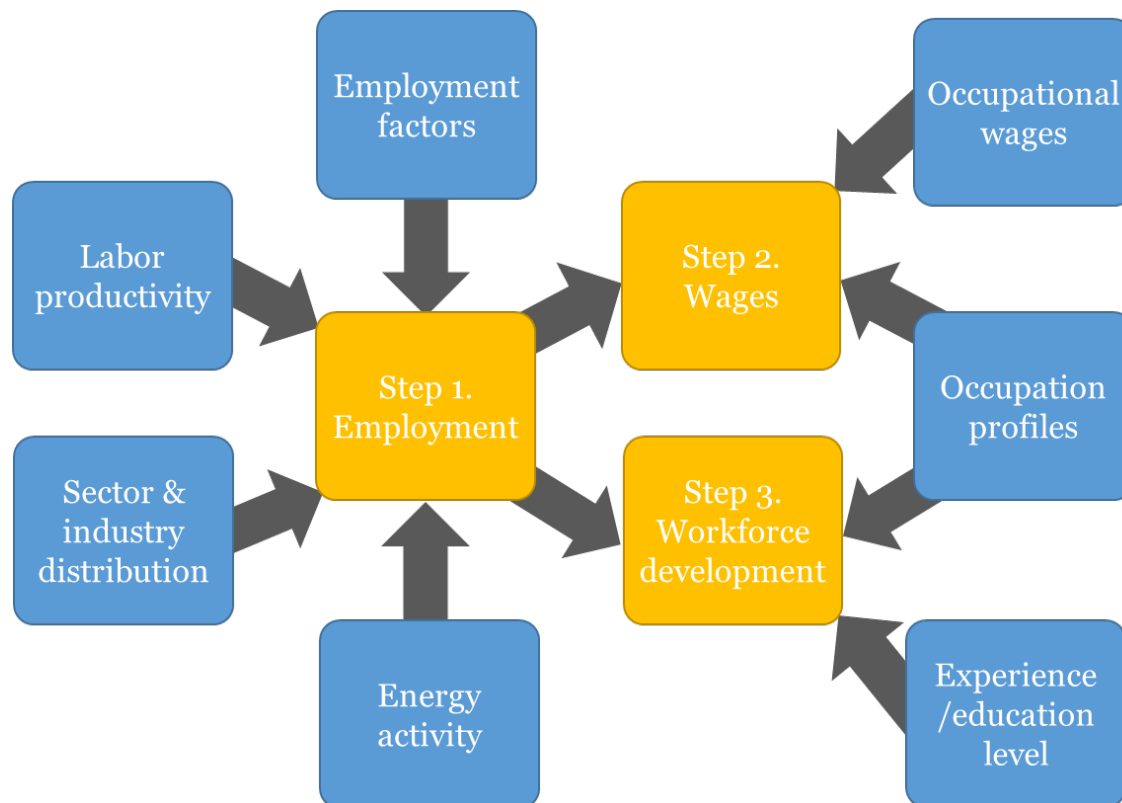 Employment
factors
Occupational
wages
Labor
productivity
Step 2.
Wages
Step 1.
Employment
Occupation
profiles
Sector &
industry
distribution
Step 3.
Workforce
development
Energy
activity
Experience
/education
level